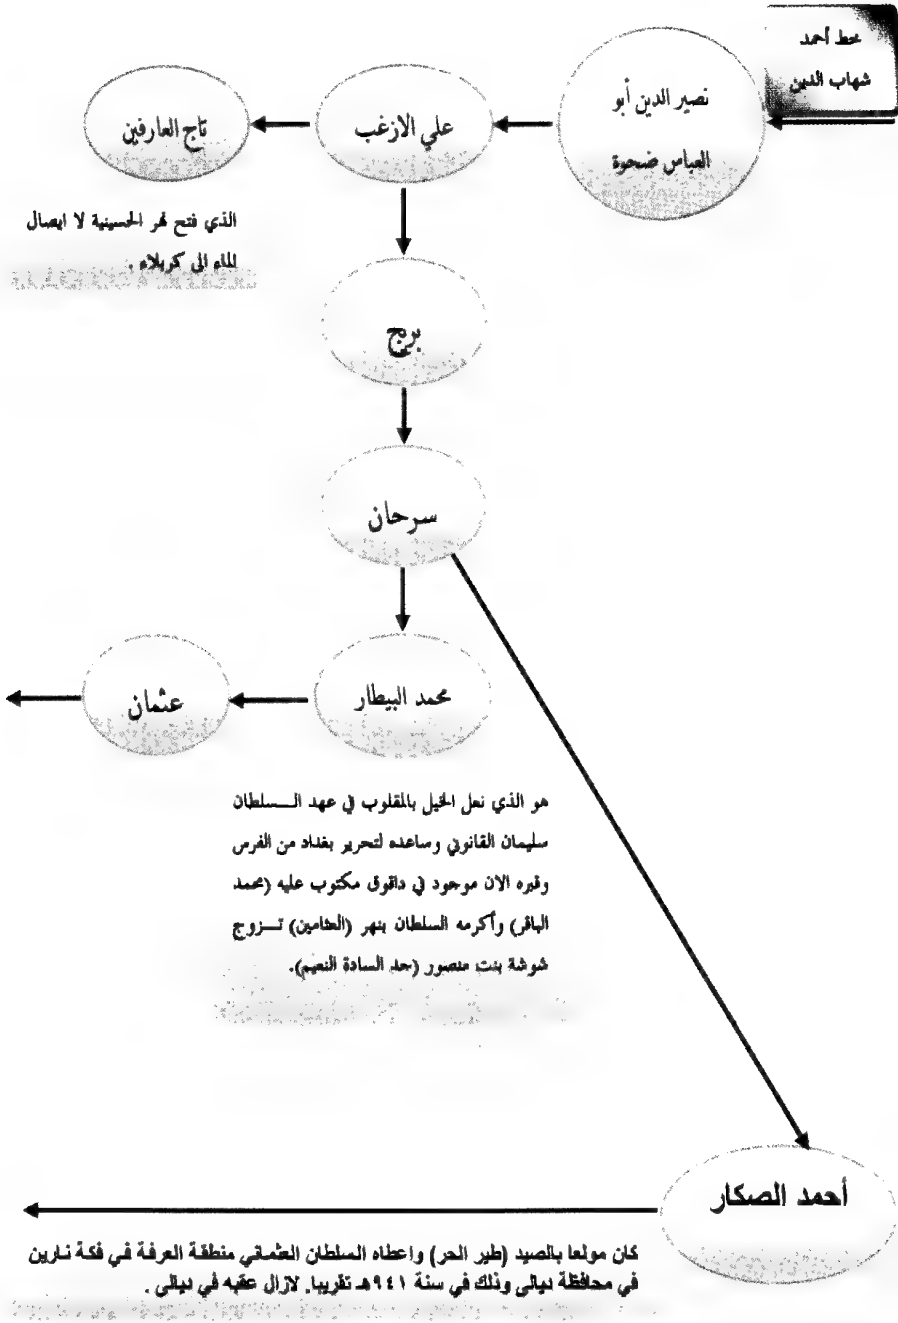 خط أحمد
شهاب الدين
نصير الدين أبو
العباس ضحوة
علي الازغب
تاج العارفين
الذي فتح نهر الحسينية لا ايصال
الماء الى كربلاء .
بريج
سرحان
محمد البيطار
عثمان
هو الذي نعل الخيل بالمقلوب في عهد الـــسلطان
سليمان القانوني وساعده لتحرير بغداد من الفرس
وقبره الان موجود في داقوق مكتوب عليه (محمد
الباقر) وأكرمه السلطان بنهر (العثامين) تـــزوج
شوشة بنت منصور (جد السادة النعيم).
أحمد الصكار
كان مولعا بالصيد (طير الحر) واعطاه السلطان العثماني منطقة العرفة في فكة نارين
في محافظة ديالى وذلك في سنة ٩٤١هـ تقريبا. لازال عقبه في ديالى .